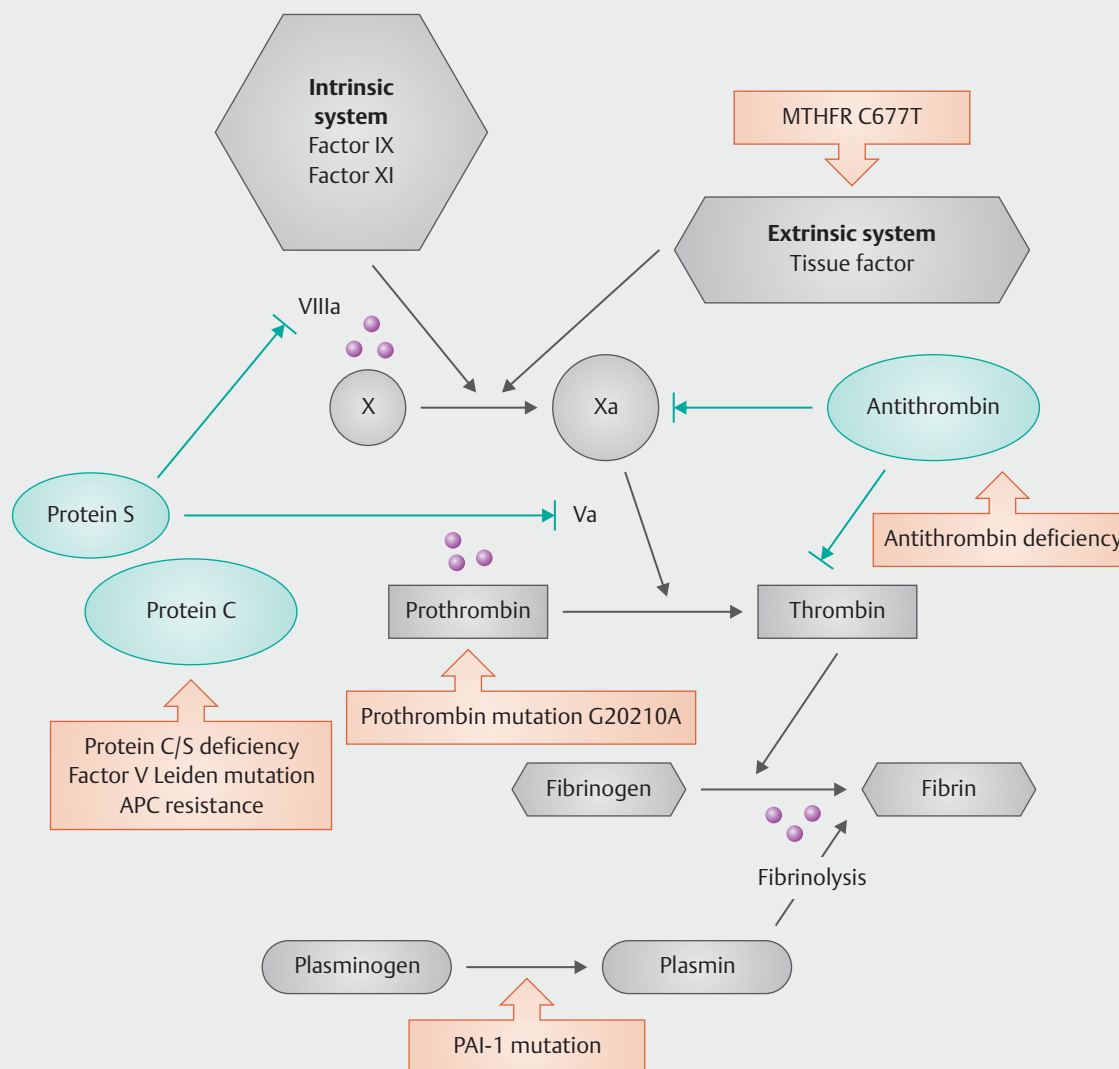 Intrinsic
system
Factor IX
Factor XI
MTHFR C677T
Extrinsic system
Tissue factor
VIIIa
X
Xa
Antithrombin
Protein S
Va
Antithrombin deficiency
Protein C
Prothrombin
Thrombin
Prothrombin mutation G20210A
Protein C/S deficiency
Factor V Leiden mutation
APC resistance
Fibrinogen
Fibrin
Fibrinolysis
Plasminogen
Plasmin
PAI-1 mutation